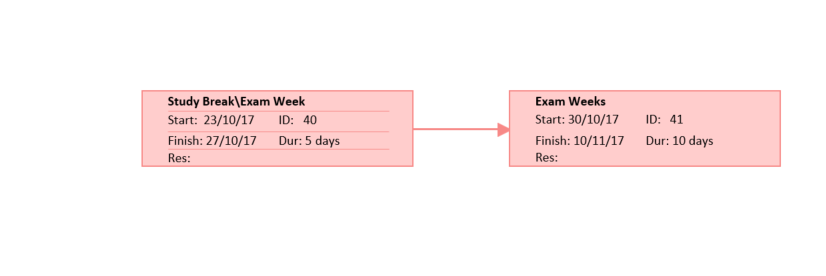 Study Break\Exam Week
Start: 23/10/17 ID: 40
Finish: 27/10/17 Dur: 5 days
Res:
Exam Weeks
Start: 30/10/17 ID: 41
Finish: 10/11/17 Dur: 10 days
Res: